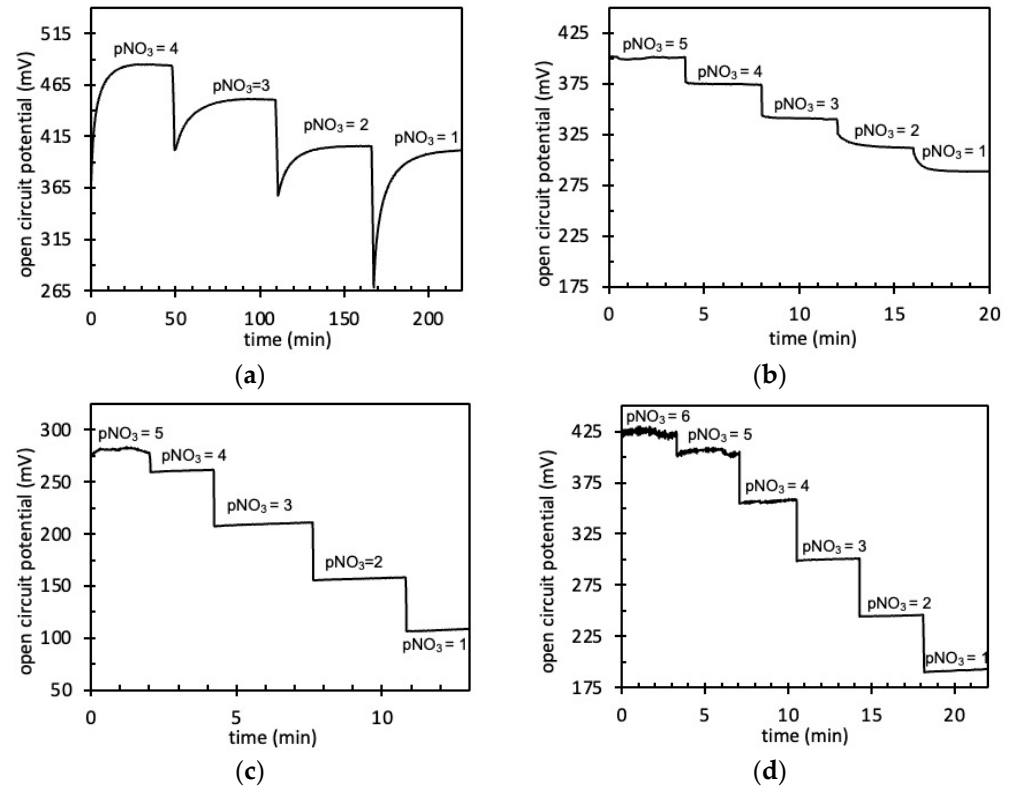 open circuit potential (mV)
515
465
415
365
315
265
pNO₃ = 4
pNO₃=3
pNO₃ = 2
pNO₃ = 1
0 50 100 150 200
time (min)
(a)
open circuit potential (mV)
425
375
325
275
225
175
pNO₃ = 5
pNO₃ = 4
pNO₃ = 3
pNO₃ = 2
pNO₃ = 1
0 5 10 15 20
time (min)
(b)
open circuit potential (mV)
300
250
200
150
100
50
pNO₃ = 5
pNO₃ = 4
pNO₃ = 3
pNO₃=2
pNO₃ = 1
0 5 10
time (min)
(c)
open circuit potential (mV)
425
375
325
275
225
175
pNO₃ = 6
pNO₃ = 5
pNO₃ = 4
pNO₃ = 3
pNO₃ = 2
pNO₃ = 1
0 5 10 15 20
time (min)
(d)